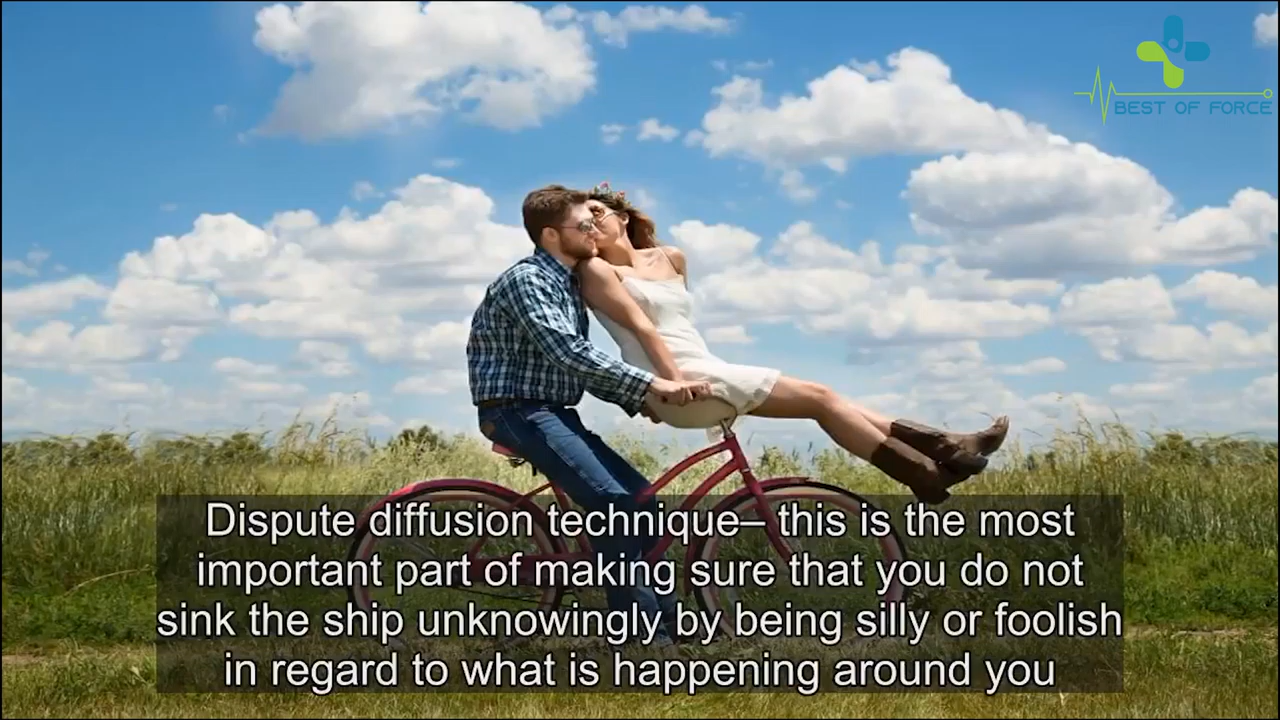 BEST OF FORCE
Dispute diffusion technique– this is the most
important part of making sure that you do not
sink the ship unknowingly by being silly or foolish
in regard to what is happening around you